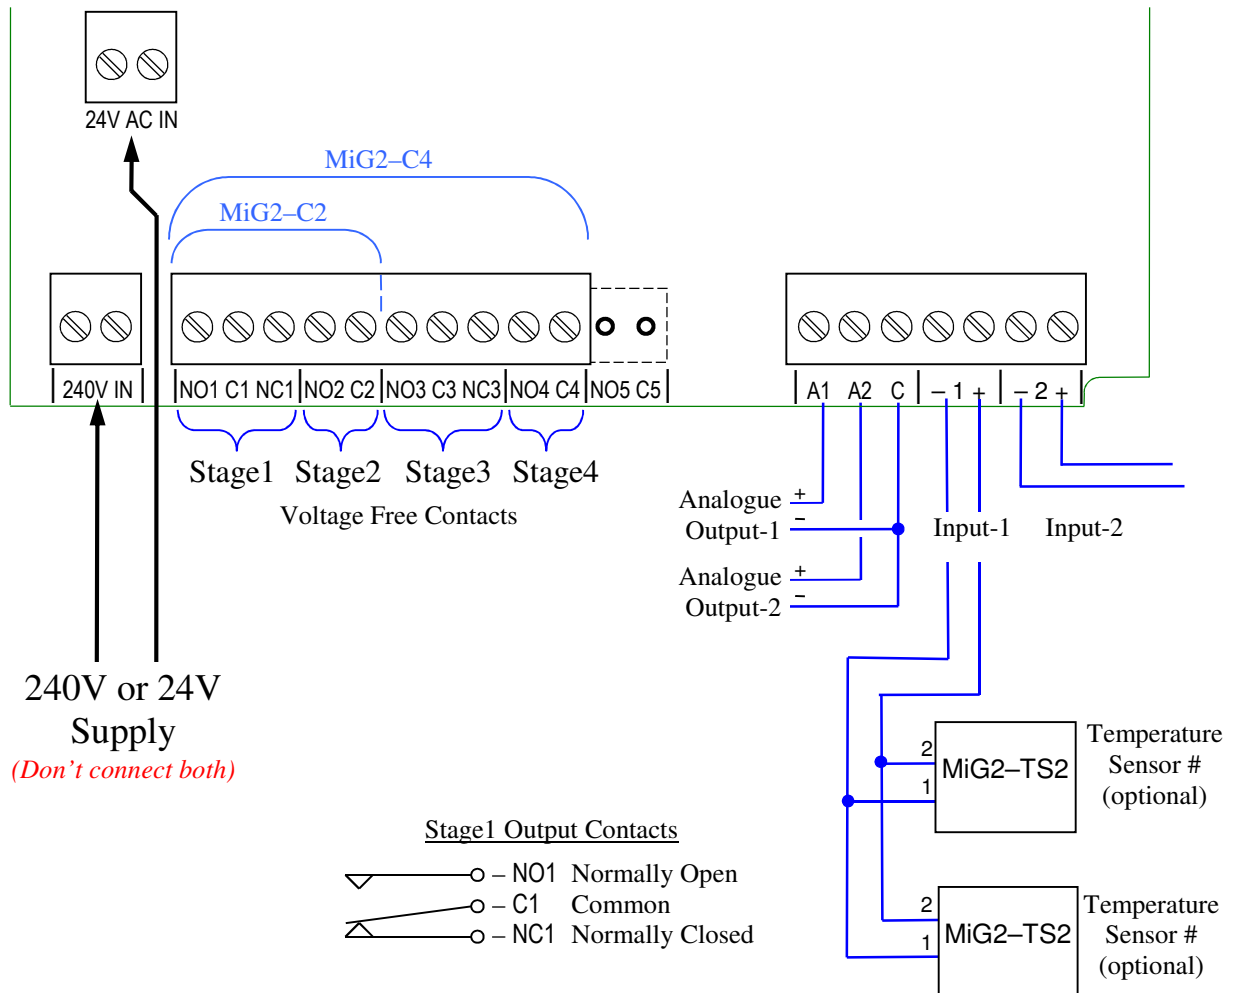 24V AC IN
MiG2–C4
MiG2–C2
240V IN
NO1 C1 NC1 NO2 C2 NO3 C3 NC3 NO4 C4 NO5 C5
A1 A2 C – 1 + – 2 +
Stage1 Stage2 Stage3 Stage4
Voltage Free Contacts
Analogue +
Output-1 –
Analogue +
Output-2 –
Input-1
Input-2
240V or 24V
Supply
(Don't connect both)
2
1
MiG2–TS2
Temperature
Sensor #
(optional)
Stage1 Output Contacts
– NO1 Normally Open
– C1 Common
– NC1 Normally Closed
2
1
MiG2–TS2
Temperature
Sensor #
(optional)